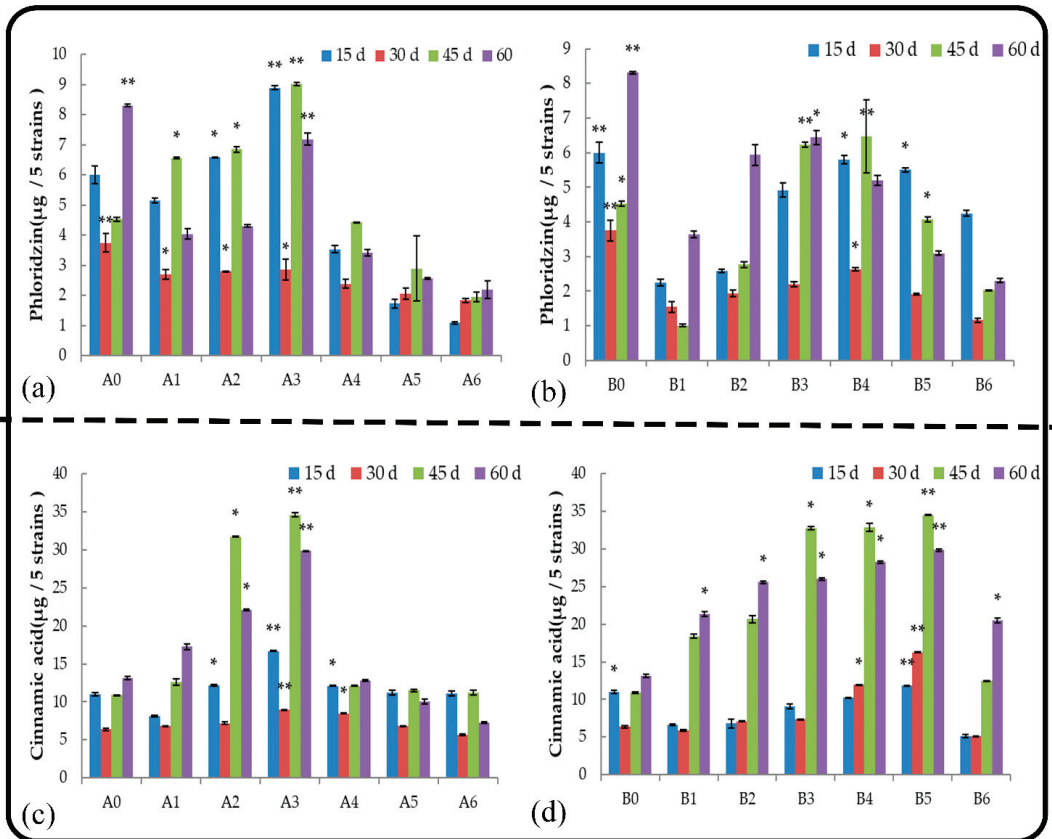 15 d 30 d 45 d 60
Phloridzin(µg / 5 strains )
10
9
8
7
6
5
4
3
2
1
0
** ** * * * * * ** ** * **
A0 A1 A2 A3 A4 A5 A6
(a)
15 d 30 d 45 d 60 d
Phloridzin(µg / 5 strains )
9
8
7
6
5
4
3
2
1
0
** ** * ** ** * * * ** * *
B0 B1 B2 B3 B4 B5 B6
(b)
15 d 30 d 45 d 60 d
Cinnamic acid(µg / 5 strains )
40
35
30
25
20
15
10
5
0
* * * ** ** ** ** * *
A0 A1 A2 A3 A4 A5 A6
(c)
15 d 30 d 45 d 60 d
Cinnamic acid(µg / 5 strains )
40
35
30
25
20
15
10
5
0
* * * * * * * * ** ** ** ** *
B0 B1 B2 B3 B4 B5 B6
(d)